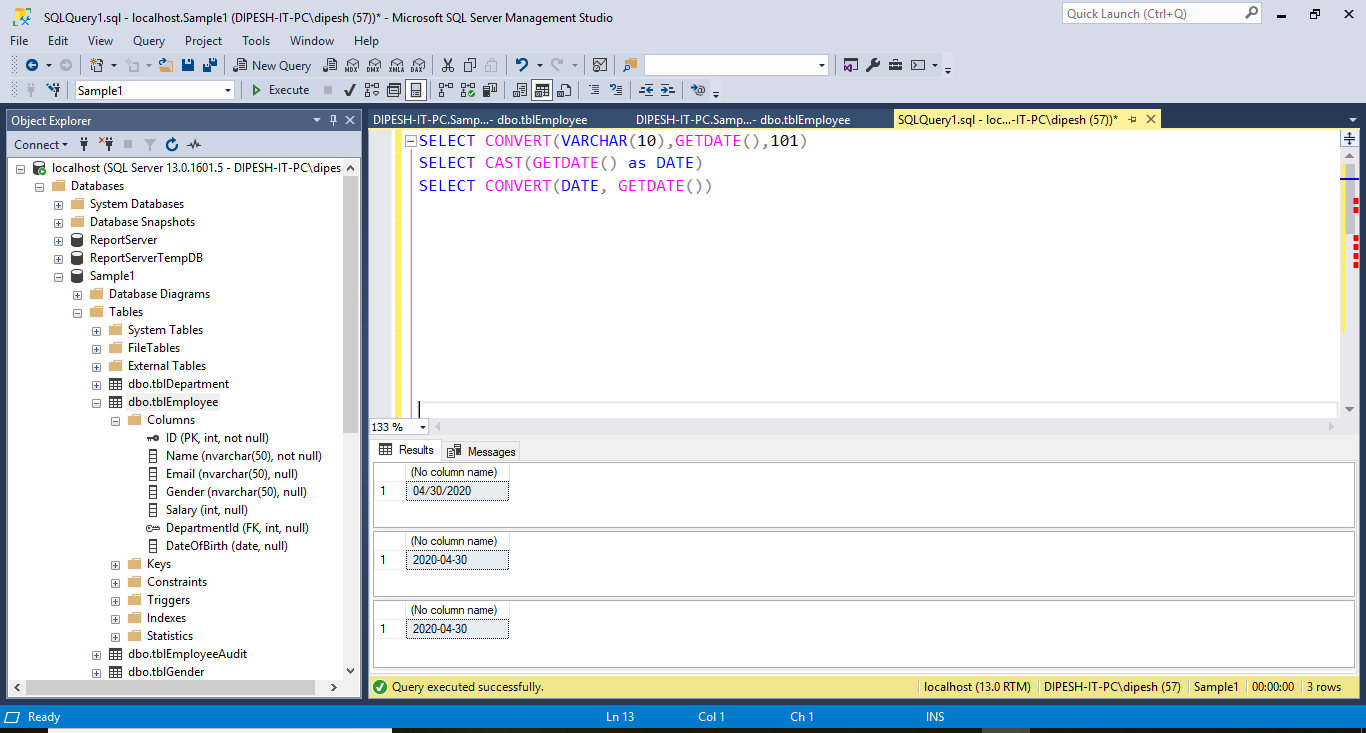 SQLQuery1.sql - localhost.Sample1 (DIPESH-IT-PC\dipesh (57))* - Microsoft SQL Server Management Studio
Quick Launch (Ctrl+Q)
File Edit View Query Project Tools Window Help
New Query MDX DMX XMLA DAX
Sample1 Execute
Object Explorer
Connect
localhost (SQL Server 13.0.1601.5 - DIPESH-IT-PC\dipes
Databases
System Databases
Database Snapshots
ReportServer
ReportServerTempDB
Sample1
Database Diagrams
Tables
System Tables
FileTables
External Tables
dbo.tblDepartment
dbo.tblEmployee
Columns
ID (PK, int, not null)
Name (nvarchar(50), not null)
Email (nvarchar(50), null)
Gender (nvarchar(50), null)
Salary (int, null)
DepartmentId (FK, int, null)
DateOfBirth (date, null)
Keys
Constraints
Triggers
Indexes
Statistics
dbo.tblEmployeeAudit
dbo.tblGender
DIPESH-IT-PC.Samp...- dbo.tblEmployee
DIPESH-IT-PC.Samp...- dbo.tblEmployee
SQLQuery1.sql - loc...-IT-PC\dipesh (57))*
SELECT CONVERT(VARCHAR(10),GETDATE(),101)
SELECT CAST(GETDATE() as DATE)
SELECT CONVERT(DATE, GETDATE())
133 %
Results Messages
(No column name)
1 04/30/2020
(No column name)
1 2020-04-30
(No column name)
1 2020-04-30
Query executed successfully.
localhost (13.0 RTM) DIPESH-IT-PC\dipesh (57) Sample1 00:00:00 3 rows
Ready Ln 13 Col 1 Ch 1 INS